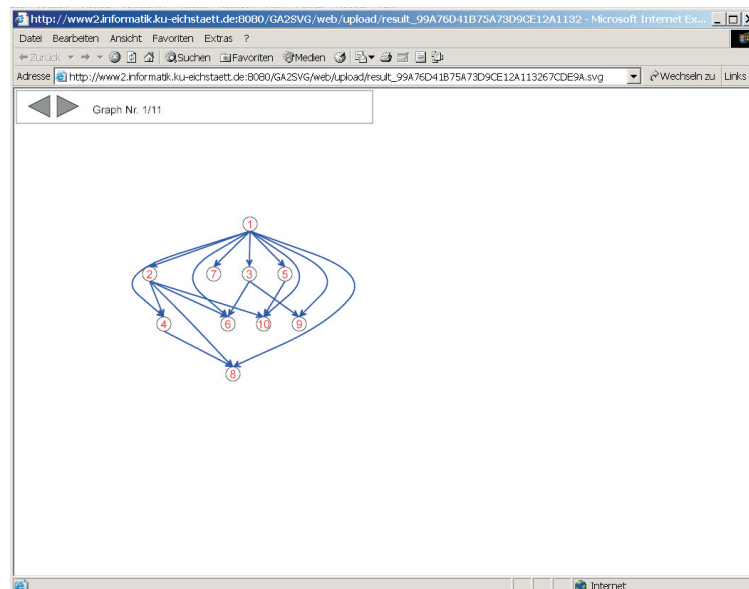 http://www2.informatik.ku-eichstaett.de:8080/GA2SVG/web/upload/result_99A76D41B75A73D9CE12A1132 - Microsoft Internet Ex...
Datei Bearbeiten Ansicht Favoriten Extras ?
Zurück Suchen Favoriten Medien
Adresse http://www2.informatik.ku-eichstaett.de:8080/GA2SVG/web/upload/result_99A76D41B75A73D9CE12A113267CDE9A.svg Wechseln zu Links
Graph Nr. 1/11
1
2 7 3 5
4 6 10 9
8
Internet